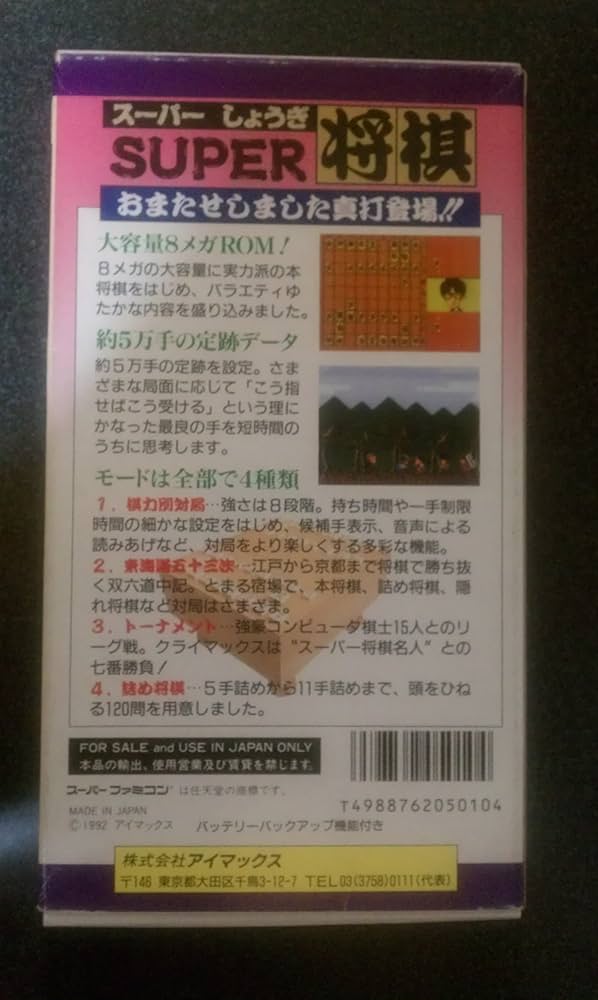 スーパー しょうぎ
SUPER 将棋
おまたせしました真打登場!!
大容量8メガROM!
8メガの大容量に実力派の本
将棋をはじめ、バラエティゆ
たかな内容を盛り込みました。
約5万手の定跡データ
約5万手の定跡を設定。さま
ざまな局面に応じて「こう指
せばこう受ける」という理に
かなった最良の手を短時間の
うちに思考します。
モードは全部で4種類
1. 棋力別対局…強さは8段階。持ち時間や一手制限
時間の細かな設定をはじめ、候補手表示、音声による
読みあげなど、対局をより楽しくする多彩な機能。
2. 東海道五十三次…江戸から京都まで将棋で勝ち抜
く双六道中記。とまる宿場で、本将棋、詰め将棋、隠
れ将棋など対局はさまざま。
3. トーナメント…強豪コンピュータ棋士15人とのリ
ーグ戦。クライマックスは“スーパー将棋名人”との
七番勝負!
4. 詰め将棋…5手詰めから11手詰めまで、頭をひね
る120問を用意しました。
FOR SALE and USE IN JAPAN ONLY
本品の輸出、使用営業及び賃貸を禁じます。
スーパーファミコン は任天堂の商標です。
MADE IN JAPAN
©1992 アイマックス
バッテリーバックアップ機能付き
T4988762050104
株式会社アイマックス
〒146 東京都大田区千鳥3-12-7 TEL03(3758)0111(代表)